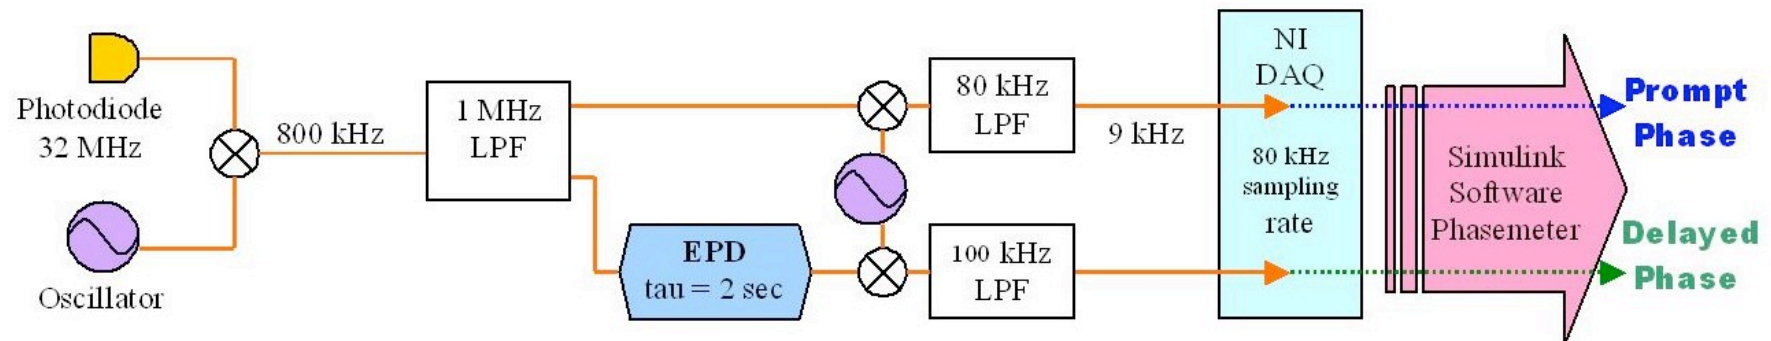 Photodiode
32 MHz
Oscillator
800 kHz
1 MHz
LPF
EPD
tau = 2 sec
80 kHz
LPF
100 kHz
LPF
9 kHz
NI
DAQ
80 kHz
sampling
rate
Simulink
Software
Phasemeter
Prompt
Phase
Delayed
Phase